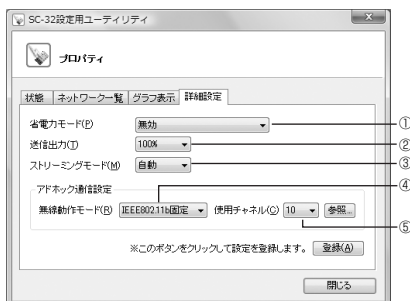 SC-32設定用ユーティリティ
プロパティ
状態 ネットワーク一覧 グラフ表示 詳細設定
省電力モード(P) 無効 ①
送信出力(T) 100% ②
ストリーミングモード(M) 自動 ③
アドホック通信設定 ④
無線動作モード(R) IEEE802.11b固定 使用チャネル(C) 10 参照... ⑤
※このボタンをクリックして設定を登録します。 登録(A)
閉じる